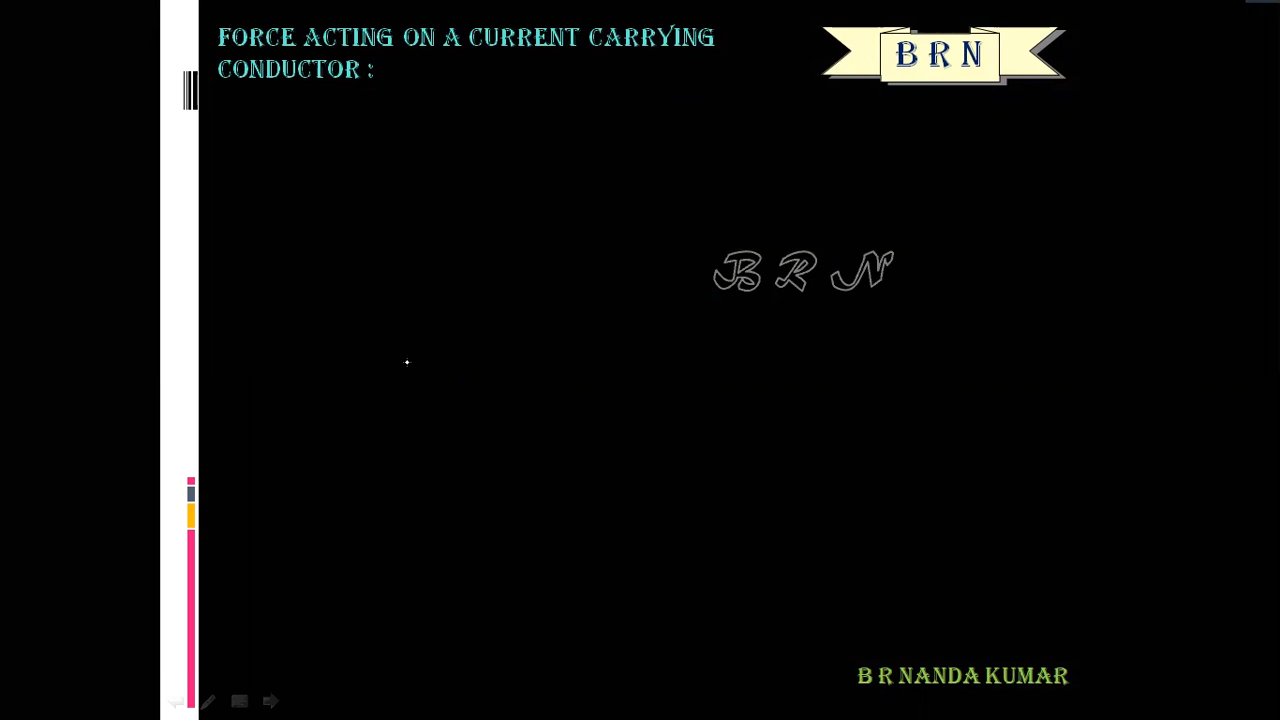 FORCE ACTING ON A CURRENT CARRYING
CONDUCTOR :
B R N
B R N
B R NANDA KUMAR